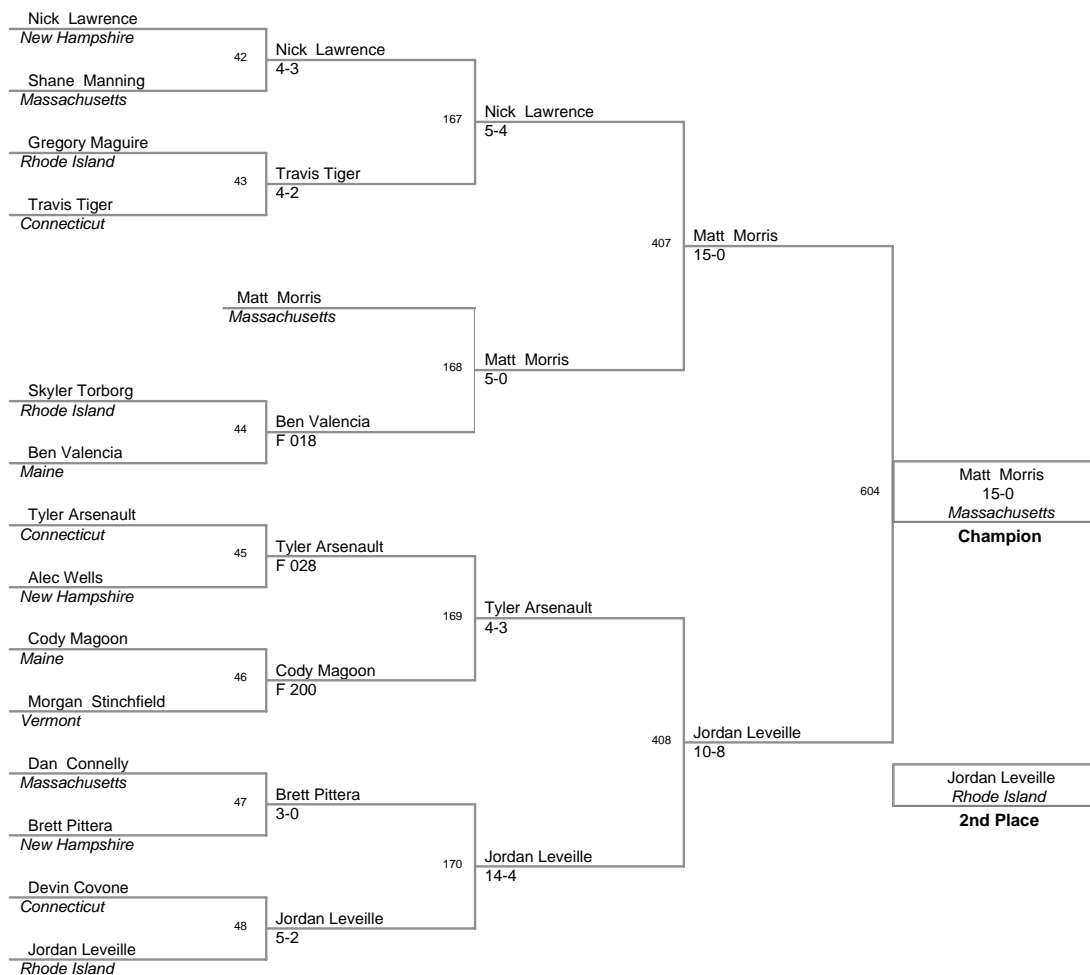 Nick Lawrence
New Hampshire
42
Nick Lawrence
4-3
Shane Manning
Massachusetts
167
Nick Lawrence
5-4
Gregory Maguire
Rhode Island
43
Travis Tiger
4-2
Travis Tiger
Connecticut
407
Matt Morris
15-0
Matt Morris
Massachusetts
168
Matt Morris
5-0
Skyler Torborg
Rhode Island
44
Ben Valencia
F 018
Ben Valencia
Maine
604
Matt Morris
15-0
Massachusetts
Champion
Tyler Arsenault
Connecticut
45
Tyler Arsenault
F 028
Alec Wells
New Hampshire
169
Tyler Arsenault
4-3
Cody Magoon
Maine
46
Cody Magoon
F 200
Morgan Stinchfield
Vermont
408
Jordan Leveille
10-8
Dan Connelly
Massachusetts
47
Brett Pittera
3-0
Brett Pittera
New Hampshire
Jordan Leveille
Rhode Island
2nd Place
170
Jordan Leveille
14-4
Devin Covone
Connecticut
48
Jordan Leveille
5-2
Jordan Leveille
Rhode Island